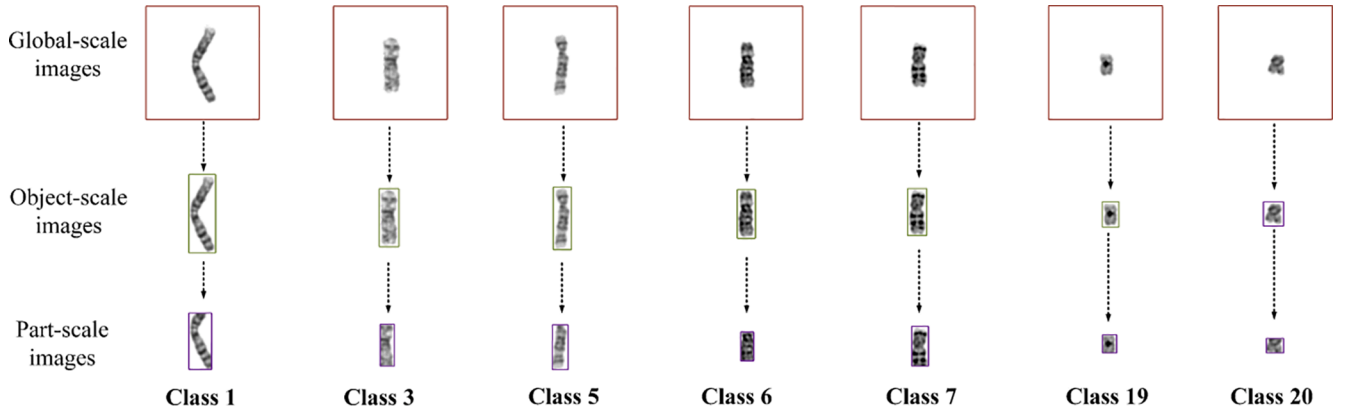 Global-scale
images
Object-scale
images
Part-scale
images
Class 1
Class 3
Class 5
Class 6
Class 7
Class 19
Class 20